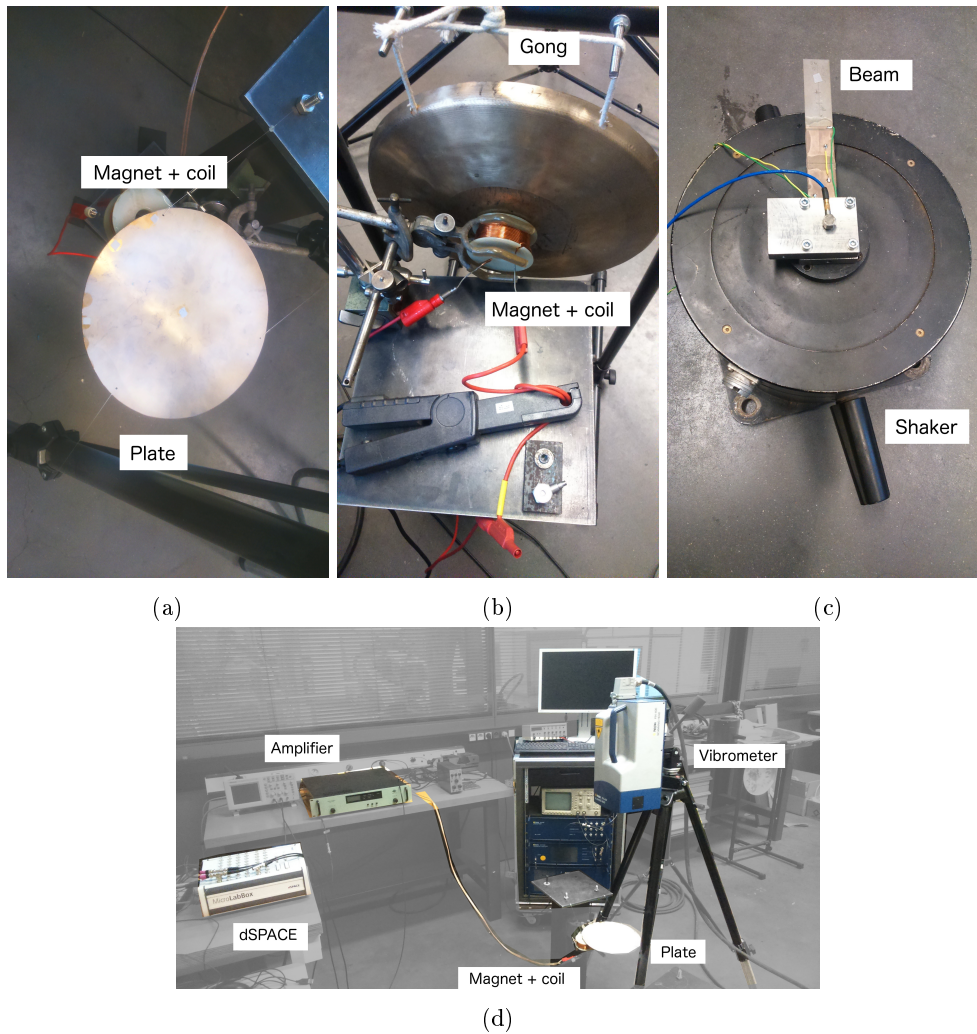 Magnet + coil
Plate
(a)
Gong
Magnet + coil
(b)
Beam
Shaker
(c)
Amplifier
Vibrometer
MicroLabBox
dSPACE
Plate
Magnet + coil
(d)